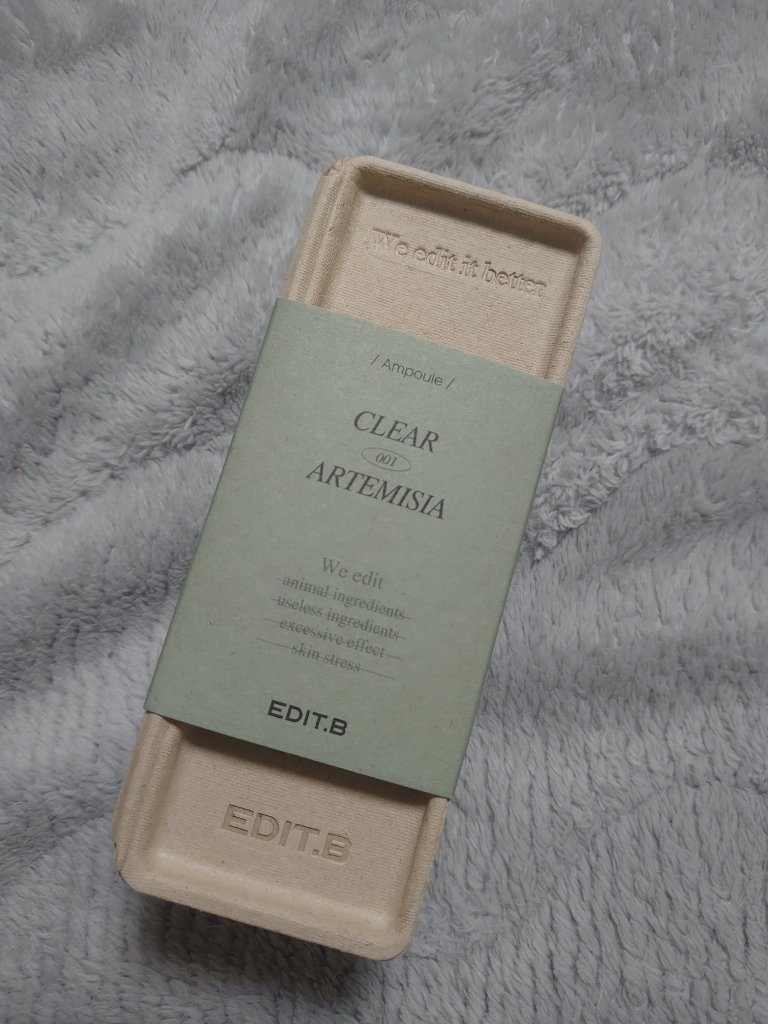 We edit it better
/ Ampoule /
CLEAR
001
ARTEMISIA
We edit
animal ingredients
useless ingredients
excessive effect
skin stress
EDIT.B
EDIT.B